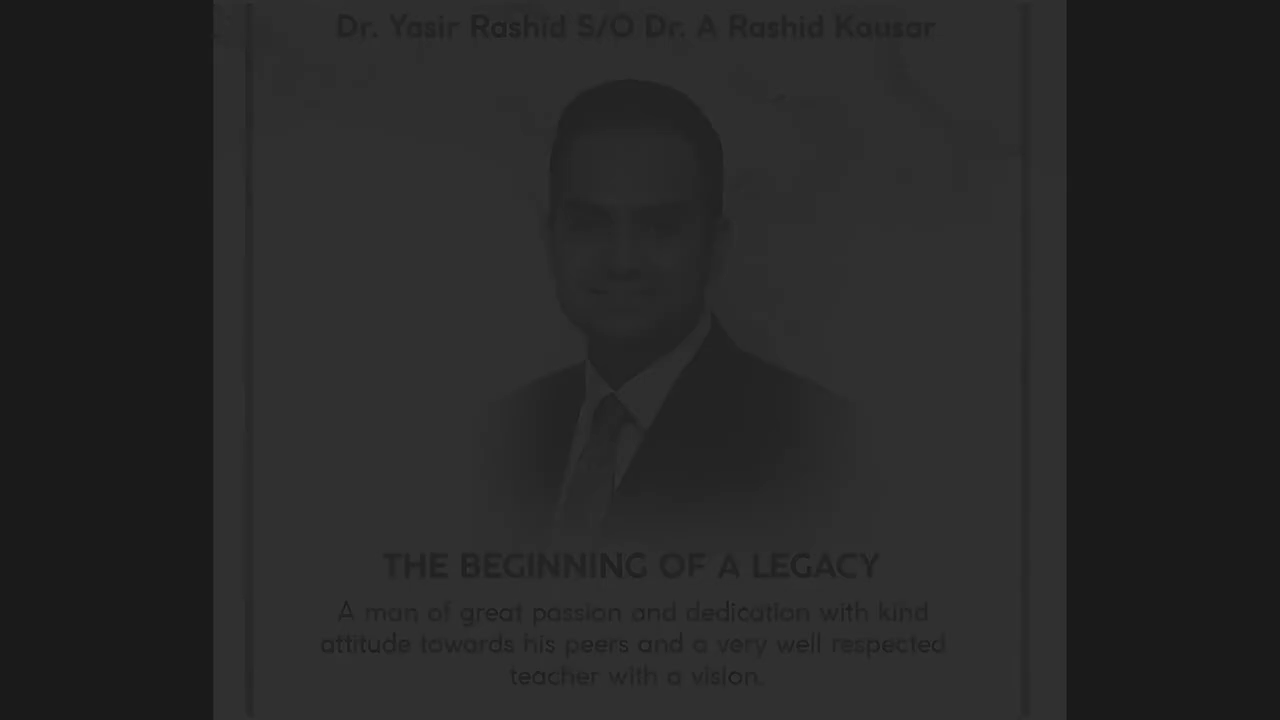 Dr. Yasir Rashid S/O Dr. A Rashid Kausar
THE BEGINNING OF A LEGACY
A man of great passion and dedication with kind
attitude towards his peers and a very well respected
teacher with a vision.